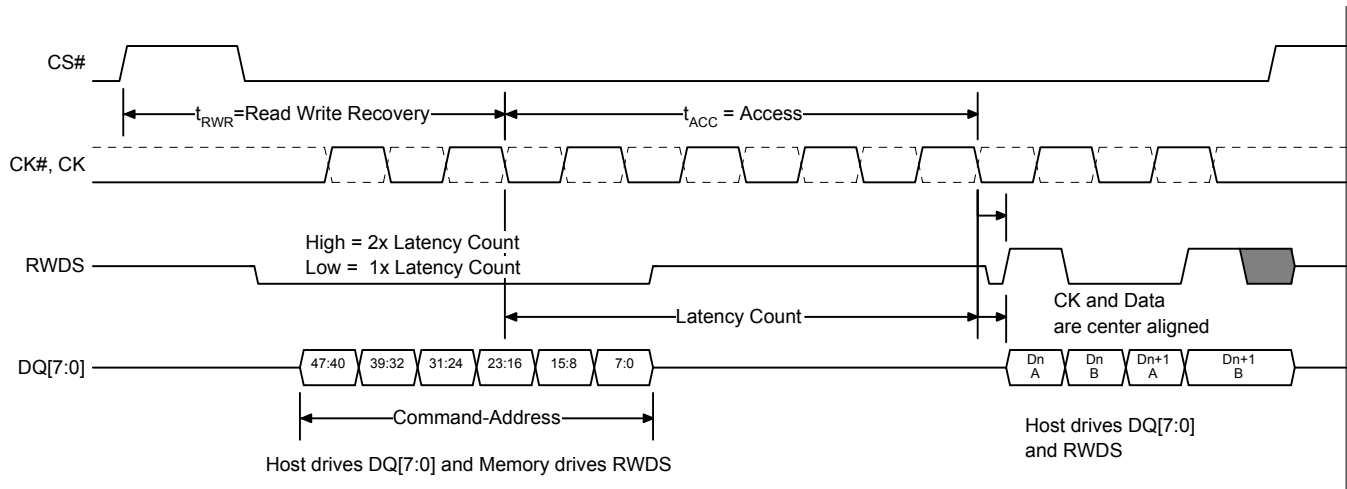 CS#
t_RWR=Read Write Recovery
t_ACC = Access
CK#, CK
High = 2x Latency Count
Low = 1x Latency Count
RWDS
CK and Data
are center aligned
Latency Count
DQ[7:0]
47:40 39:32 31:24 23:16 15:8 7:0
Dn Dn Dn+1 Dn+1
A B A B
Command-Address
Host drives DQ[7:0]
and RWDS
Host drives DQ[7:0] and Memory drives RWDS